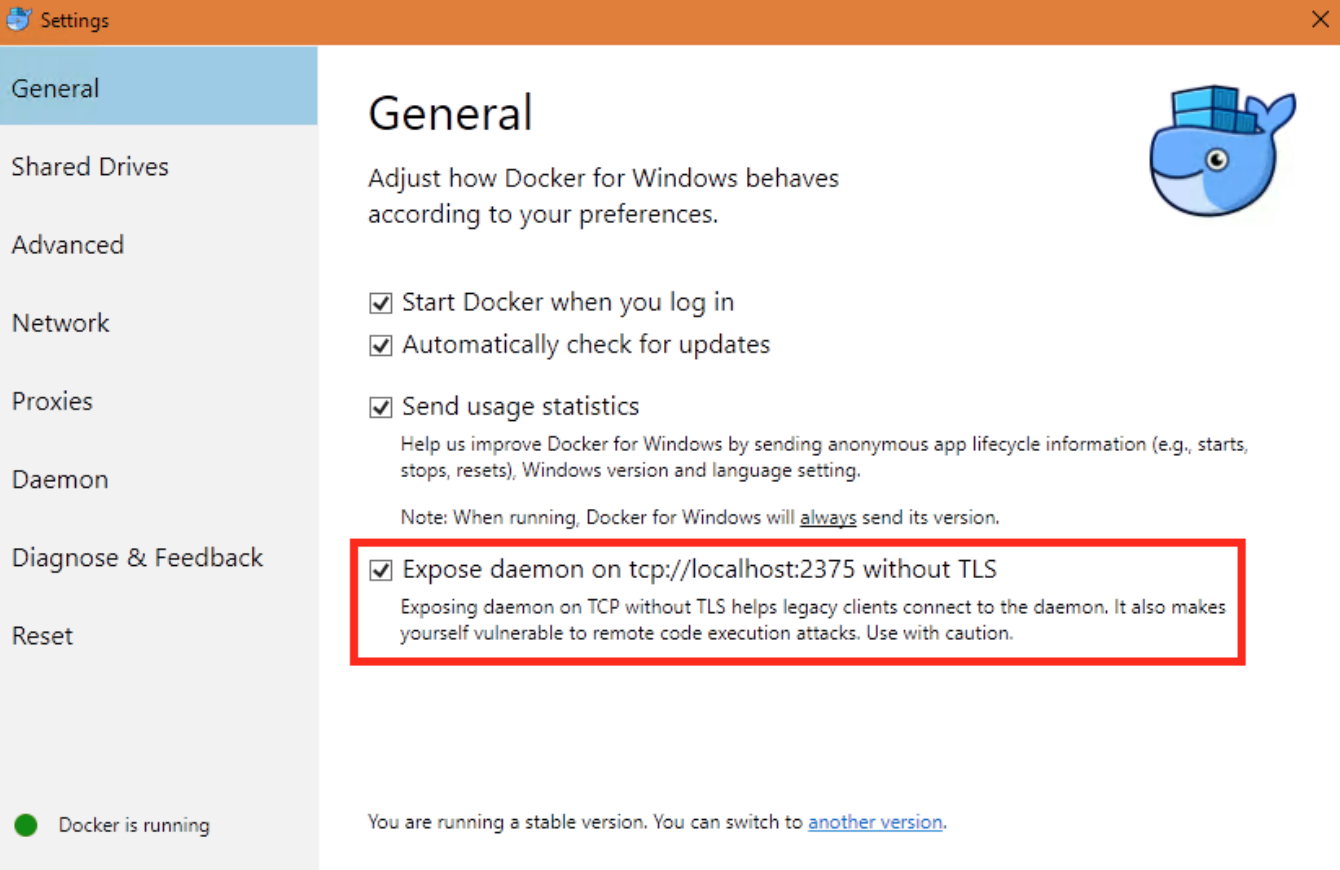 Settings
General
Shared Drives
Advanced
Network
Proxies
Daemon
Diagnose & Feedback
Reset
Docker is running
General
Adjust how Docker for Windows behaves
according to your preferences.
Start Docker when you log in
Automatically check for updates
Send usage statistics
Help us improve Docker for Windows by sending anonymous app lifecycle information (e.g., starts,
stops, resets), Windows version and language setting.
Note: When running, Docker for Windows will always send its version.
Expose daemon on tcp://localhost:2375 without TLS
Exposing daemon on TCP without TLS helps legacy clients connect to the daemon. It also makes
yourself vulnerable to remote code execution attacks. Use with caution.
You are running a stable version. You can switch to another version.